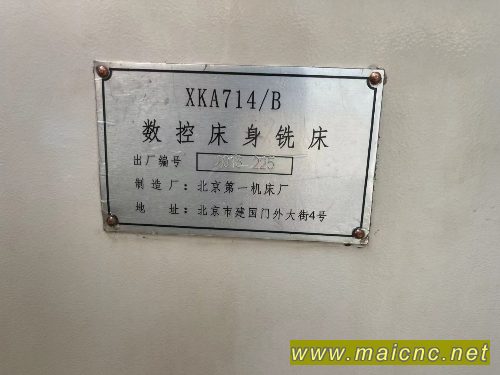 XKA714/B
数控床身铣床
出厂编号
制造厂：北京第一机床厂
地 址：北京市建国门外大街4号
www.maicnc.net